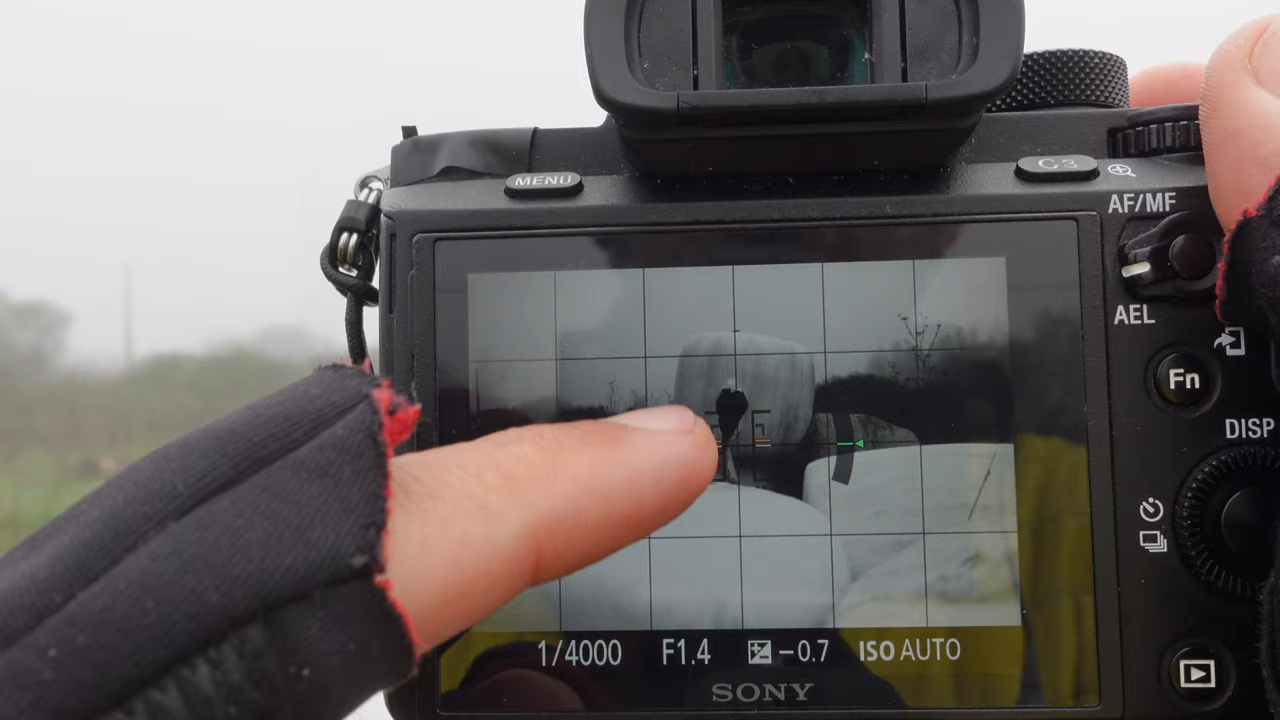 MENU
C3
AF/MF
AEL
Fn
DISP
1/4000 F1.4 −0.7 ISO AUTO
SONY